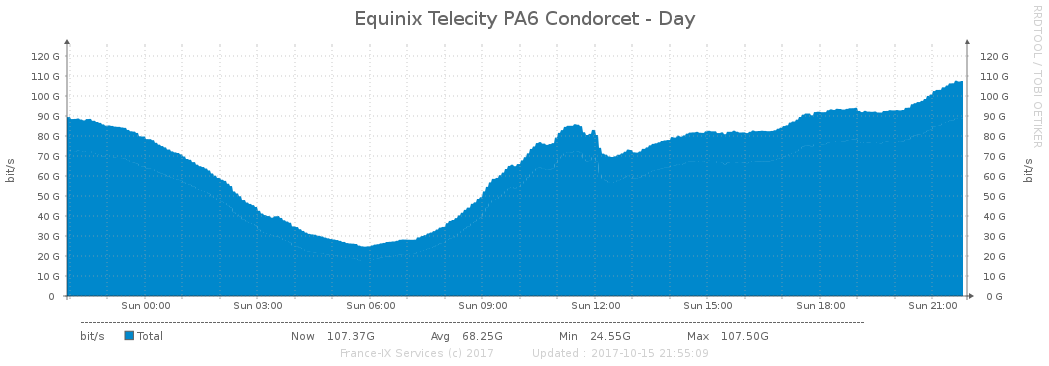 Equinix Telecity PA6 Condorcet - Day
RRDTOOL / TOBI OETIKER
120 G 120 G
110 G 110 G
100 G 100 G
90 G 90 G
80 G 80 G
70 G 70 G
60 G 60 G
50 G 50 G
40 G 40 G
30 G 30 G
20 G 20 G
10 G 10 G
0 0 G
bit/s
bit/s
Sun 00:00 Sun 03:00 Sun 06:00 Sun 09:00 Sun 12:00 Sun 15:00 Sun 18:00 Sun 21:00
bit/s Total Now 107.37G Avg 68.25G Min 24.55G Max 107.50G
France-IX Services (c) 2017 Updated : 2017-10-15 21:55:09